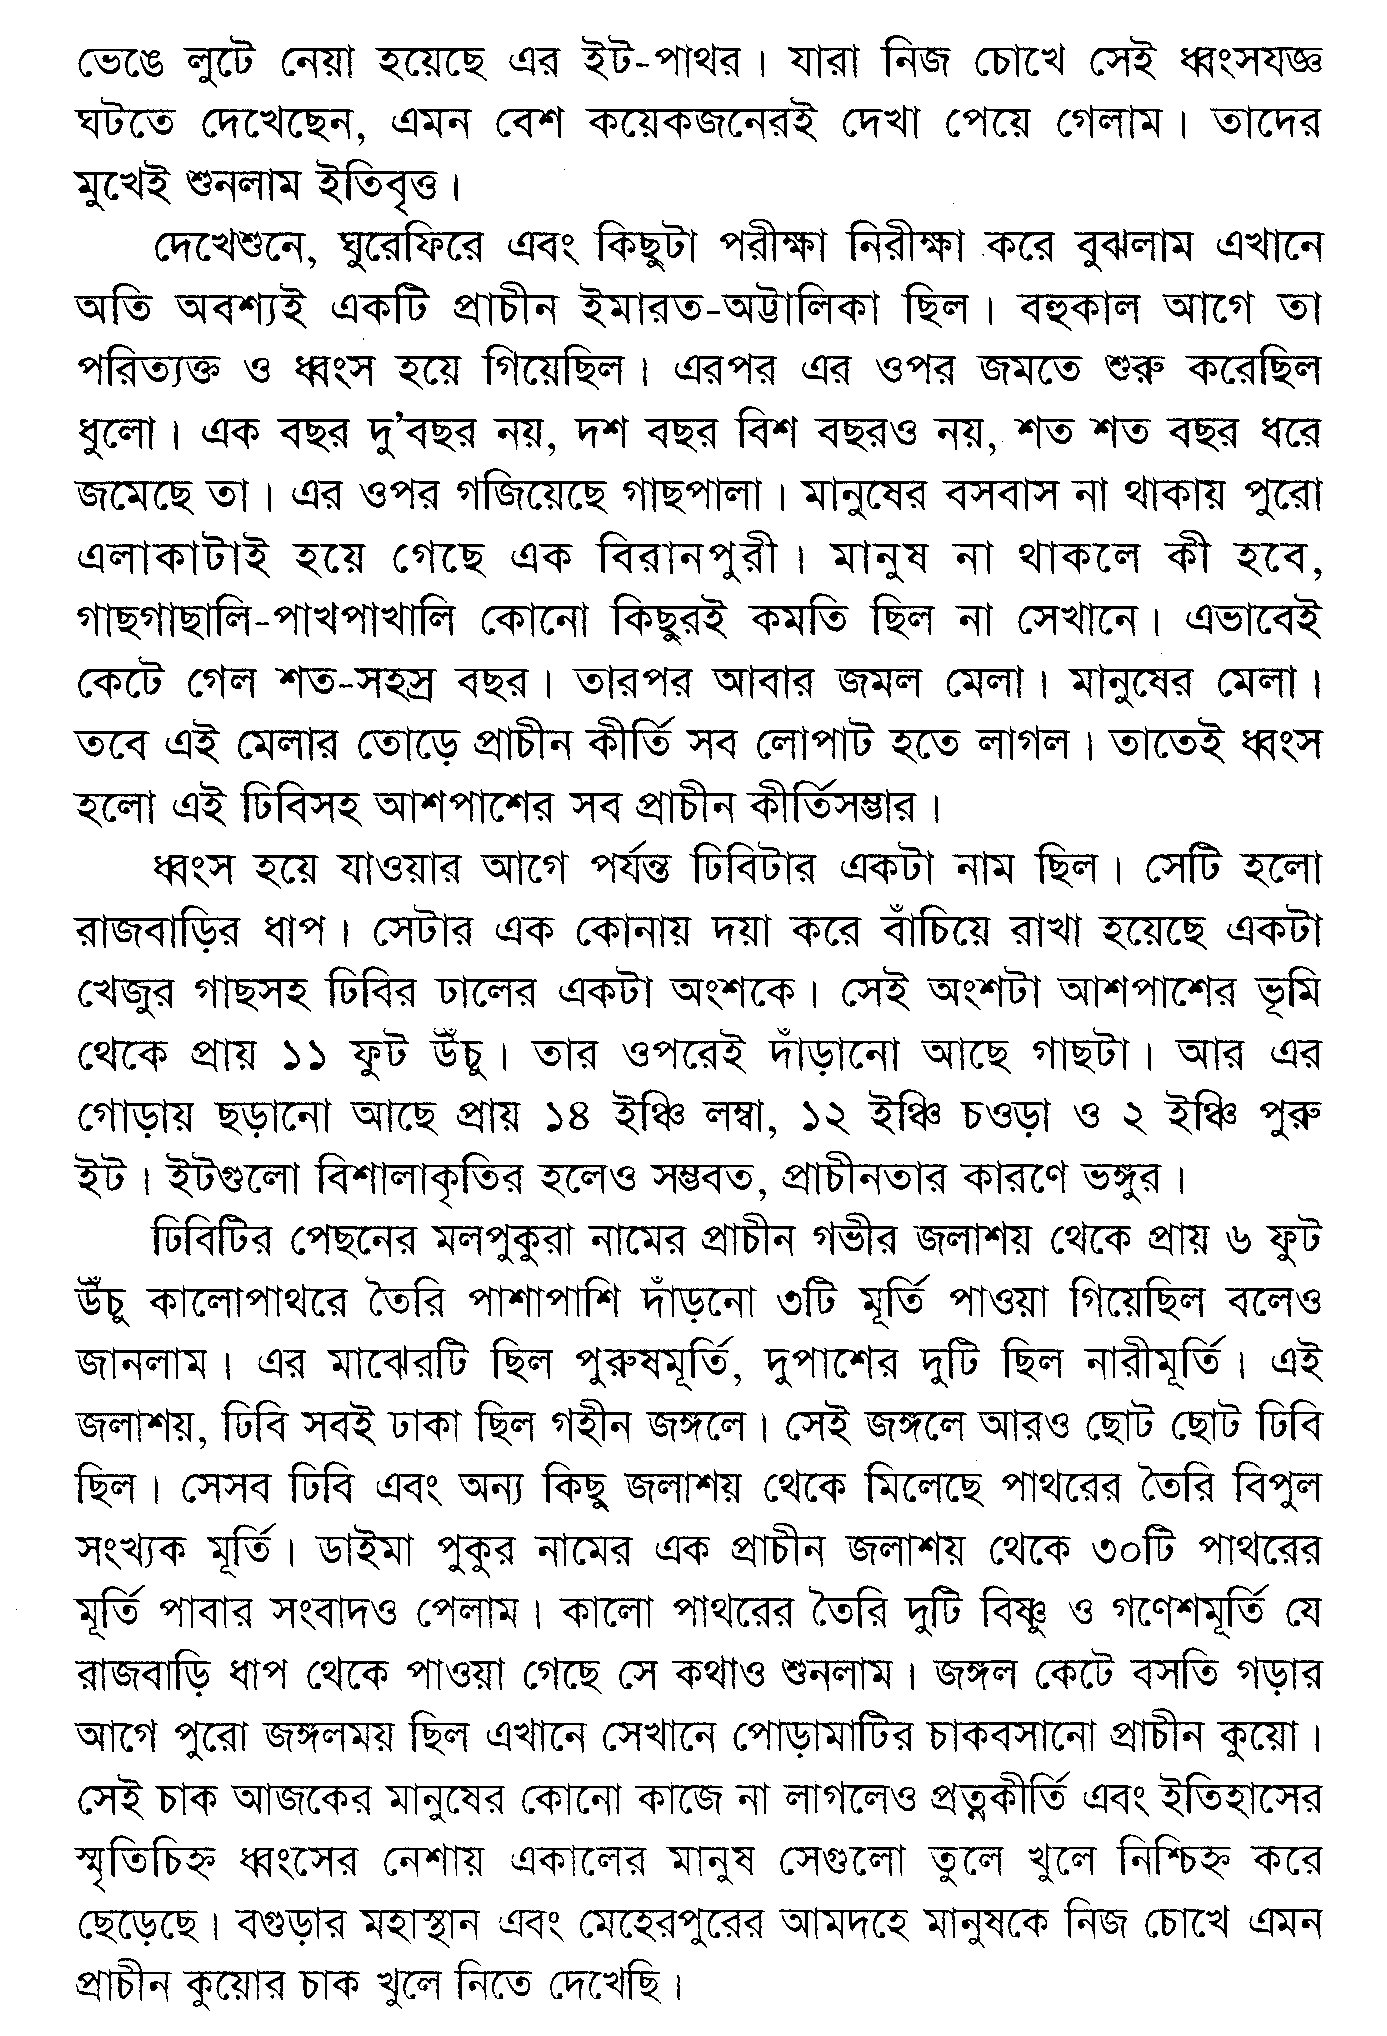 ভেঙে লুটে নেয়া হয়েছে এর ইট-পাথর। যারা নিজ চোখে সেই ধ্বংসযজ্ঞ
ঘটতে দেখেছেন, এমন বেশ কয়েকজনেরই দেখা পেয়ে গেলাম। তাদের
মুখেই শুনলাম ইতিবৃত্ত।
দেখেশুনে, ঘুরেফিরে এবং কিছুটা পরীক্ষা নিরীক্ষা করে বুঝলাম এখানে
অতি অবশ্যই একটি প্রাচীন ইমারত-অট্টালিকা ছিল। বহুকাল আগে তা
পরিত্যক্ত ও ধ্বংস হয়ে গিয়েছিল। এরপর এর ওপর জমতে শুরু করেছিল
ধুলো। এক বছর দু’বছর নয়, দশ বছর বিশ বছরও নয়, শত শত বছর ধরে
জমেছে তা। এর ওপর গজিয়েছে গাছপালা। মানুষের বসবাস না থাকায় পুরো
এলাকাটাই হয়ে গেছে এক বিরানপুরী। মানুষ না থাকলে কী হবে,
গাছগাছালি-পাখপাখালি কোনো কিছুরই কমতি ছিল না সেখানে। এভাবেই
কেটে গেল শত-সহস্র বছর। তারপর আবার জমল মেলা। মানুষের মেলা।
তবে এই মেলার তোড়ে প্রাচীন কীর্তি সব লোপাট হতে লাগল। তাতেই ধ্বংস
হলো এই ঢিবিসহ আশপাশের সব প্রাচীন কীর্তিসম্ভার।
ধ্বংস হয়ে যাওয়ার আগে পর্যন্ত ঢিবিটার একটা নাম ছিল। সেটি হলো
রাজবাড়ির ধাপ। সেটার এক কোনায় দয়া করে বাঁচিয়ে রাখা হয়েছে একটা
খেজুর গাছসহ ঢিবির ঢালের একটা অংশকে। সেই অংশটা আশপাশের ভূমি
থেকে প্রায় ১১ ফুট উঁচু। তার ওপরেই দাঁড়ানো আছে গাছটা। আর এর
গোড়ায় ছড়ানো আছে প্রায় ১৪ ইঞ্চি লম্বা, ১২ ইঞ্চি চওড়া ও ২ ইঞ্চি পুরু
ইট। ইটগুলো বিশালাকৃতির হলেও সম্ভবত, প্রাচীনতার কারণে ভঙ্গুর।
ঢিবিটির পেছনের মলপুকুরা নামের প্রাচীন গভীর জলাশয় থেকে প্রায় ৬ ফুট
উঁচু কালোপাথরে তৈরি পাশাপাশি দাঁড়নো ৩টি মূর্তি পাওয়া গিয়েছিল বলেও
জানলাম। এর মাঝেরটি ছিল পুরুষমূর্তি, দুপাশের দুটি ছিল নারীমূর্তি। এই
জলাশয়, ঢিবি সবই ঢাকা ছিল গহীন জঙ্গলে। সেই জঙ্গলে আরও ছোট ছোট ঢিবি
ছিল। সেসব ঢিবি এবং অন্য কিছু জলাশয় থেকে মিলেছে পাথরের তৈরি বিপুল
সংখ্যক মূর্তি। ডাইমা পুকুর নামের এক প্রাচীন জলাশয় থেকে ৩০টি পাথরের
মূর্তি পাবার সংবাদও পেলাম। কালো পাথরের তৈরি দুটি বিষ্ণু ও গণেশমূর্তি যে
রাজবাড়ি ধাপ থেকে পাওয়া গেছে সে কথাও শুনলাম। জঙ্গল কেটে বসতি গড়ার
আগে পুরো জঙ্গলময় ছিল এখানে সেখানে পোড়ামাটির চাকবসানো প্রাচীন কুয়ো।
সেই চাক আজকের মানুষের কোনো কাজে না লাগলেও প্রত্নকীর্তি এবং ইতিহাসের
স্মৃতিচিহ্ন ধ্বংসের নেশায় একালের মানুষ সেগুলো তুলে খুলে নিশ্চিহ্ন করে
ছেড়েছে। বগুড়ার মহাস্থান এবং মেহেরপুরের আমদহে মানুষকে নিজ চোখে এমন
প্রাচীন কুয়োর চাক খুলে নিতে দেখেছি।